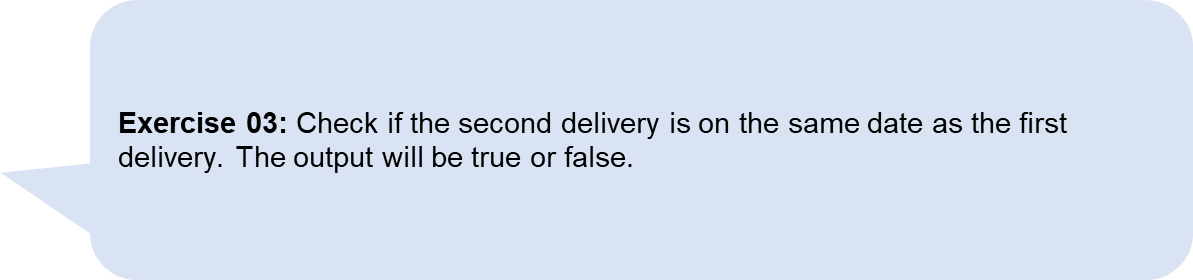 Exercise 03: Check if the second delivery is on the same date as the first
delivery. The output will be true or false.